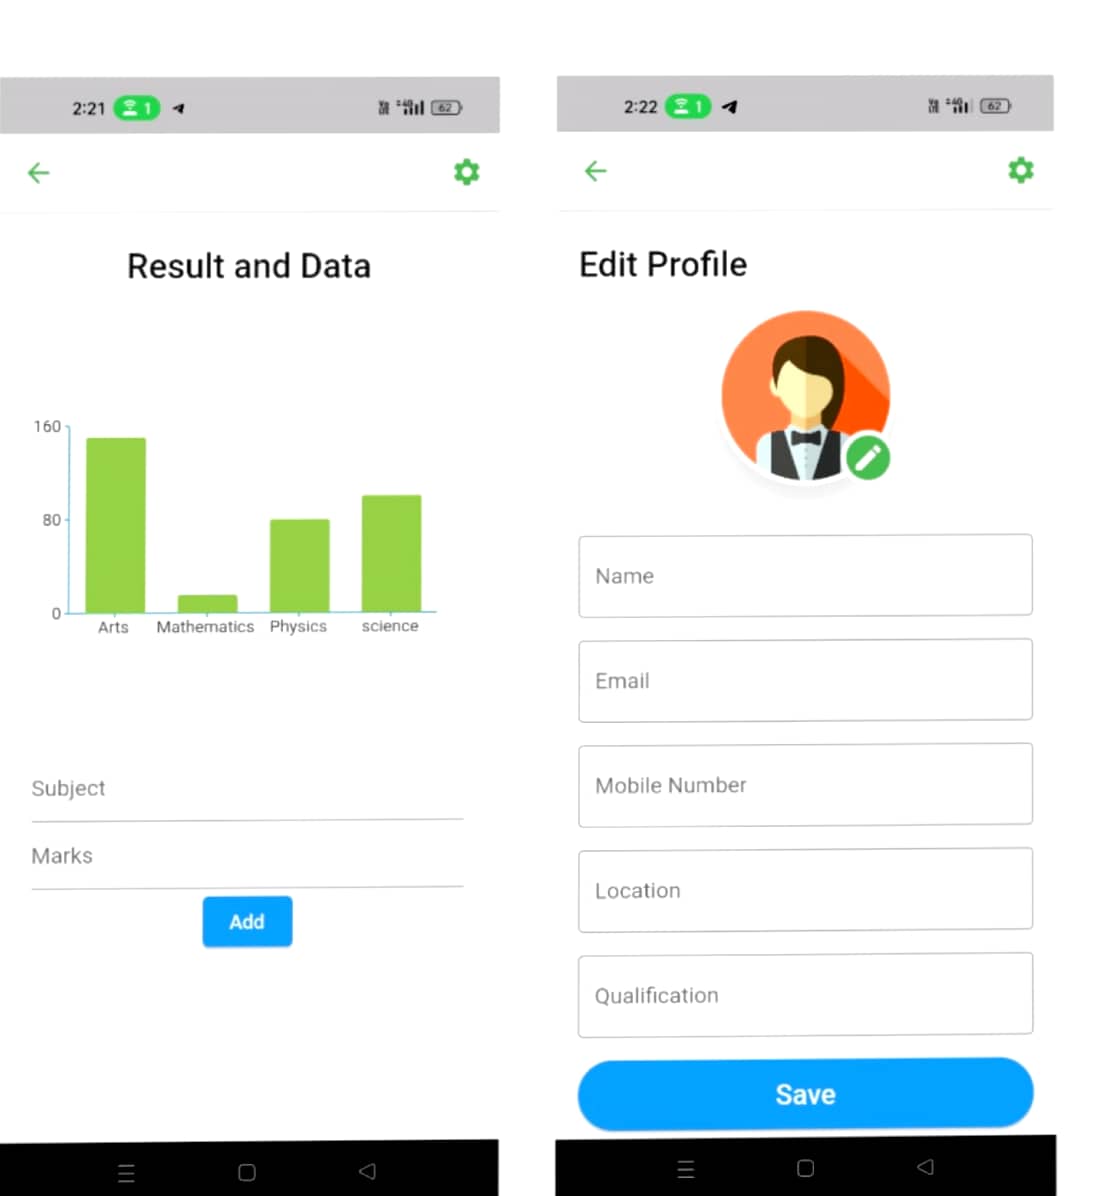 2:21 1 62
Result and Data
160
80
0
Arts Mathematics Physics science
Subject
Marks
Add
2:22 1 62
Edit Profile
Name
Email
Mobile Number
Location
Qualification
Save